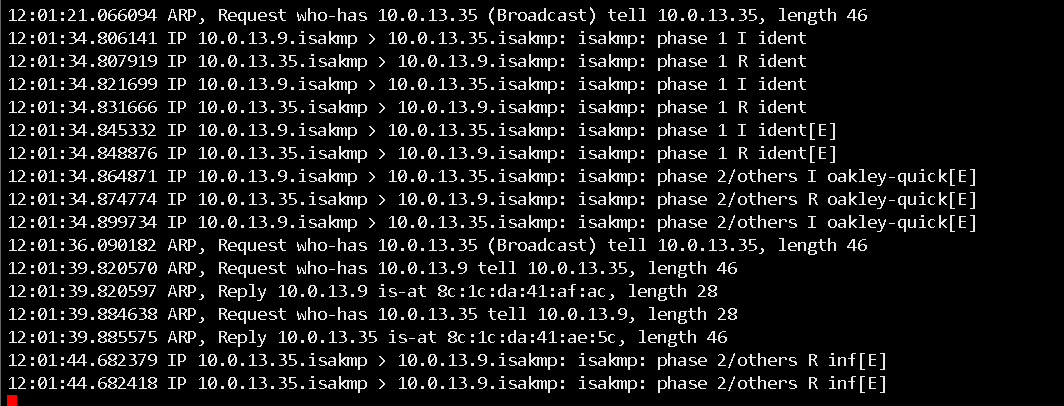 12:01:21.066094 ARP, Request who-has 10.0.13.35 (Broadcast) tell 10.0.13.35, length 46
12:01:34.806141 IP 10.0.13.9.isakmp > 10.0.13.35.isakmp: isakmp: phase 1 I ident
12:01:34.807919 IP 10.0.13.35.isakmp > 10.0.13.9.isakmp: isakmp: phase 1 R ident
12:01:34.821699 IP 10.0.13.9.isakmp > 10.0.13.35.isakmp: isakmp: phase 1 I ident
12:01:34.831666 IP 10.0.13.35.isakmp > 10.0.13.9.isakmp: isakmp: phase 1 R ident
12:01:34.845332 IP 10.0.13.9.isakmp > 10.0.13.35.isakmp: isakmp: phase 1 I ident[E]
12:01:34.848876 IP 10.0.13.35.isakmp > 10.0.13.9.isakmp: isakmp: phase 1 R ident[E]
12:01:34.864871 IP 10.0.13.9.isakmp > 10.0.13.35.isakmp: isakmp: phase 2/others I oakley-quick[E]
12:01:34.874774 IP 10.0.13.35.isakmp > 10.0.13.9.isakmp: isakmp: phase 2/others R oakley-quick[E]
12:01:34.899734 IP 10.0.13.9.isakmp > 10.0.13.35.isakmp: isakmp: phase 2/others I oakley-quick[E]
12:01:36.090182 ARP, Request who-has 10.0.13.35 (Broadcast) tell 10.0.13.35, length 46
12:01:39.820570 ARP, Request who-has 10.0.13.9 tell 10.0.13.35, length 46
12:01:39.820597 ARP, Reply 10.0.13.9 is-at 8c:1c:da:41:af:ac, length 28
12:01:39.884638 ARP, Request who-has 10.0.13.35 tell 10.0.13.9, length 28
12:01:39.885575 ARP, Reply 10.0.13.35 is-at 8c:1c:da:41:ae:5c, length 46
12:01:44.682379 IP 10.0.13.35.isakmp > 10.0.13.9.isakmp: isakmp: phase 2/others R inf[E]
12:01:44.682418 IP 10.0.13.35.isakmp > 10.0.13.9.isakmp: isakmp: phase 2/others R inf[E]